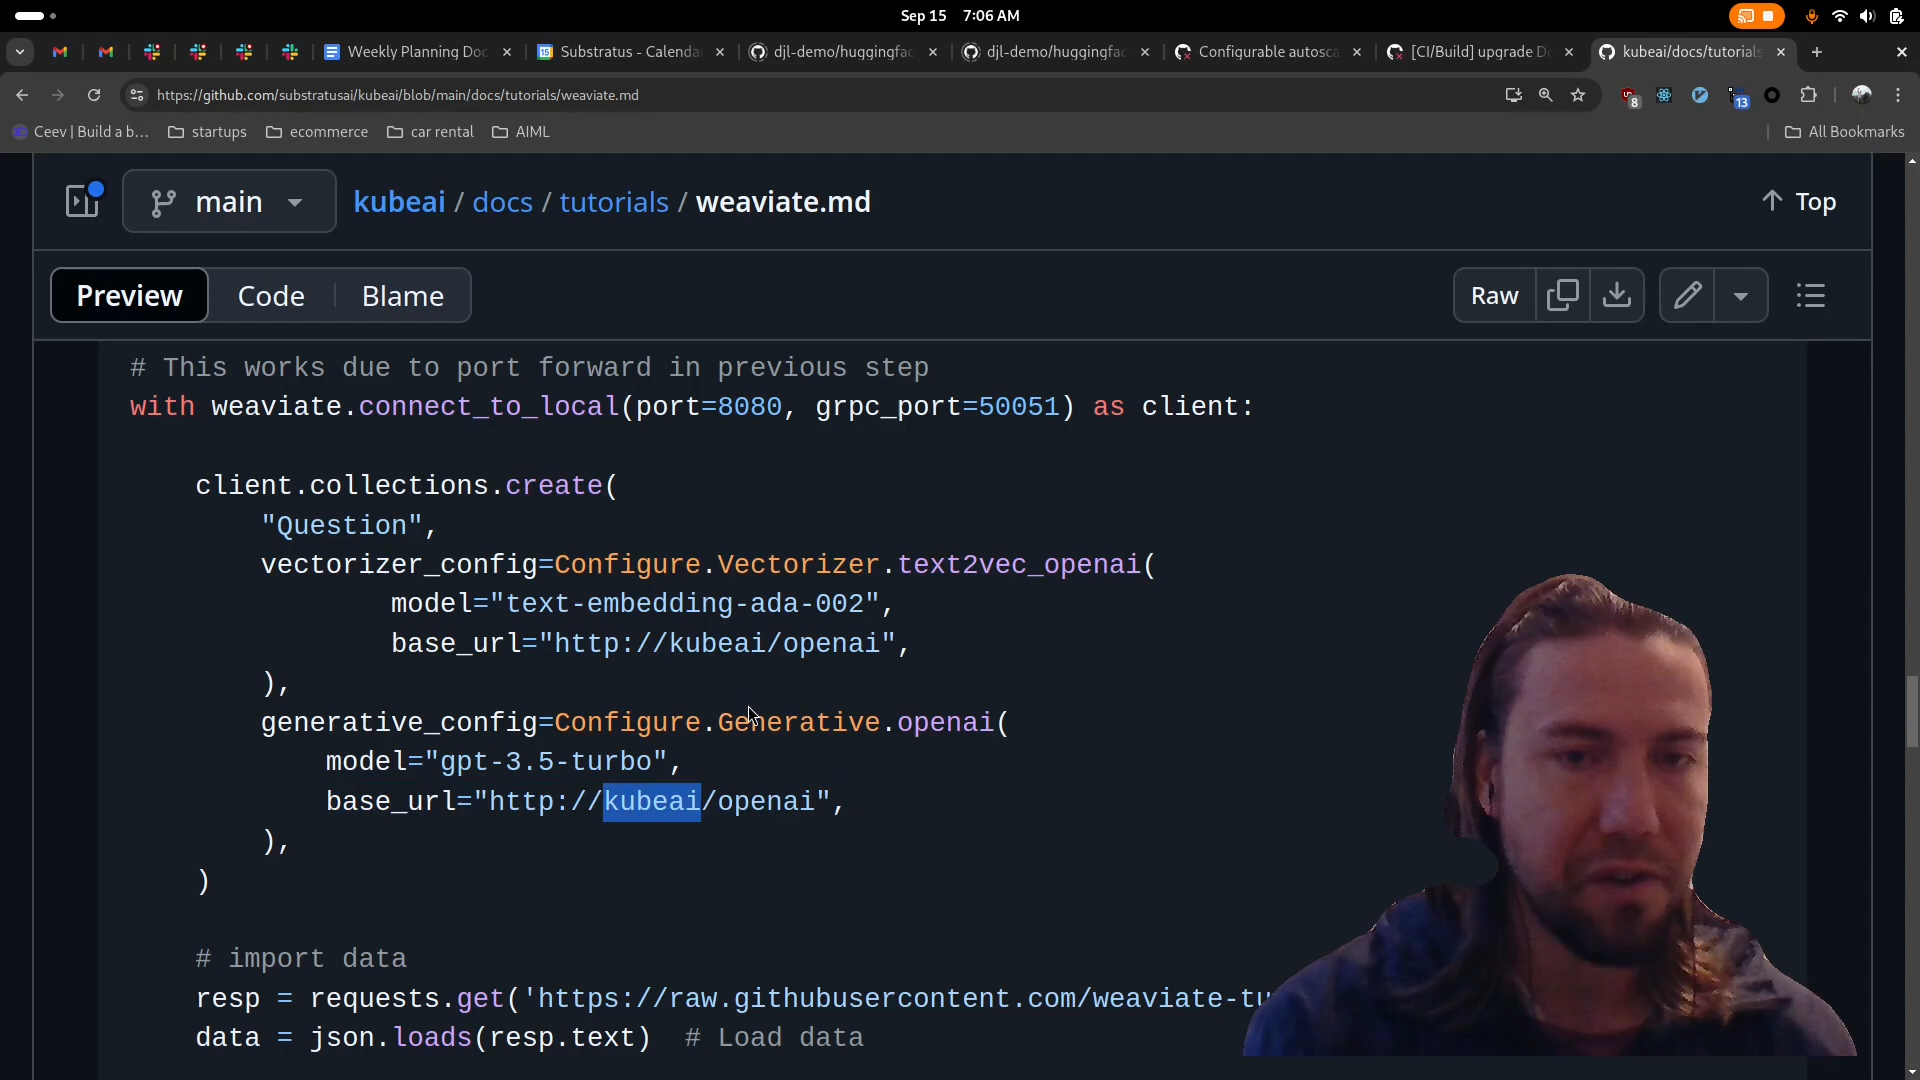 Sep 15 7:06 AM
Weekly Planning Doc
Substratus - Calenda
djl-demo/huggingfac
djl-demo/huggingfac
Configurable autosca
[CI/Build] upgrade Do
kubeai/docs/tutorials
https://github.com/substratusai/kubeai/blob/main/docs/tutorials/weaviate.md
8
13
Ceev | Build a b...
startups
ecommerce
car rental
AIML
All Bookmarks
main
kubeai / docs / tutorials / weaviate.md
Top
Preview
Code
Blame
Raw
# This works due to port forward in previous step
with weaviate.connect_to_local(port=8080, grpc_port=50051) as client:
client.collections.create(
"Question",
vectorizer_config=Configure.Vectorizer.text2vec_openai(
model="text-embedding-ada-002",
base_url="http://kubeai/openai",
),
generative_config=Configure.Generative.openai(
model="gpt-3.5-turbo",
base_url="http://kubeai/openai",
),
)
# import data
resp = requests.get('https://raw.githubusercontent.com/weaviate-tu
data = json.loads(resp.text)  # Load data